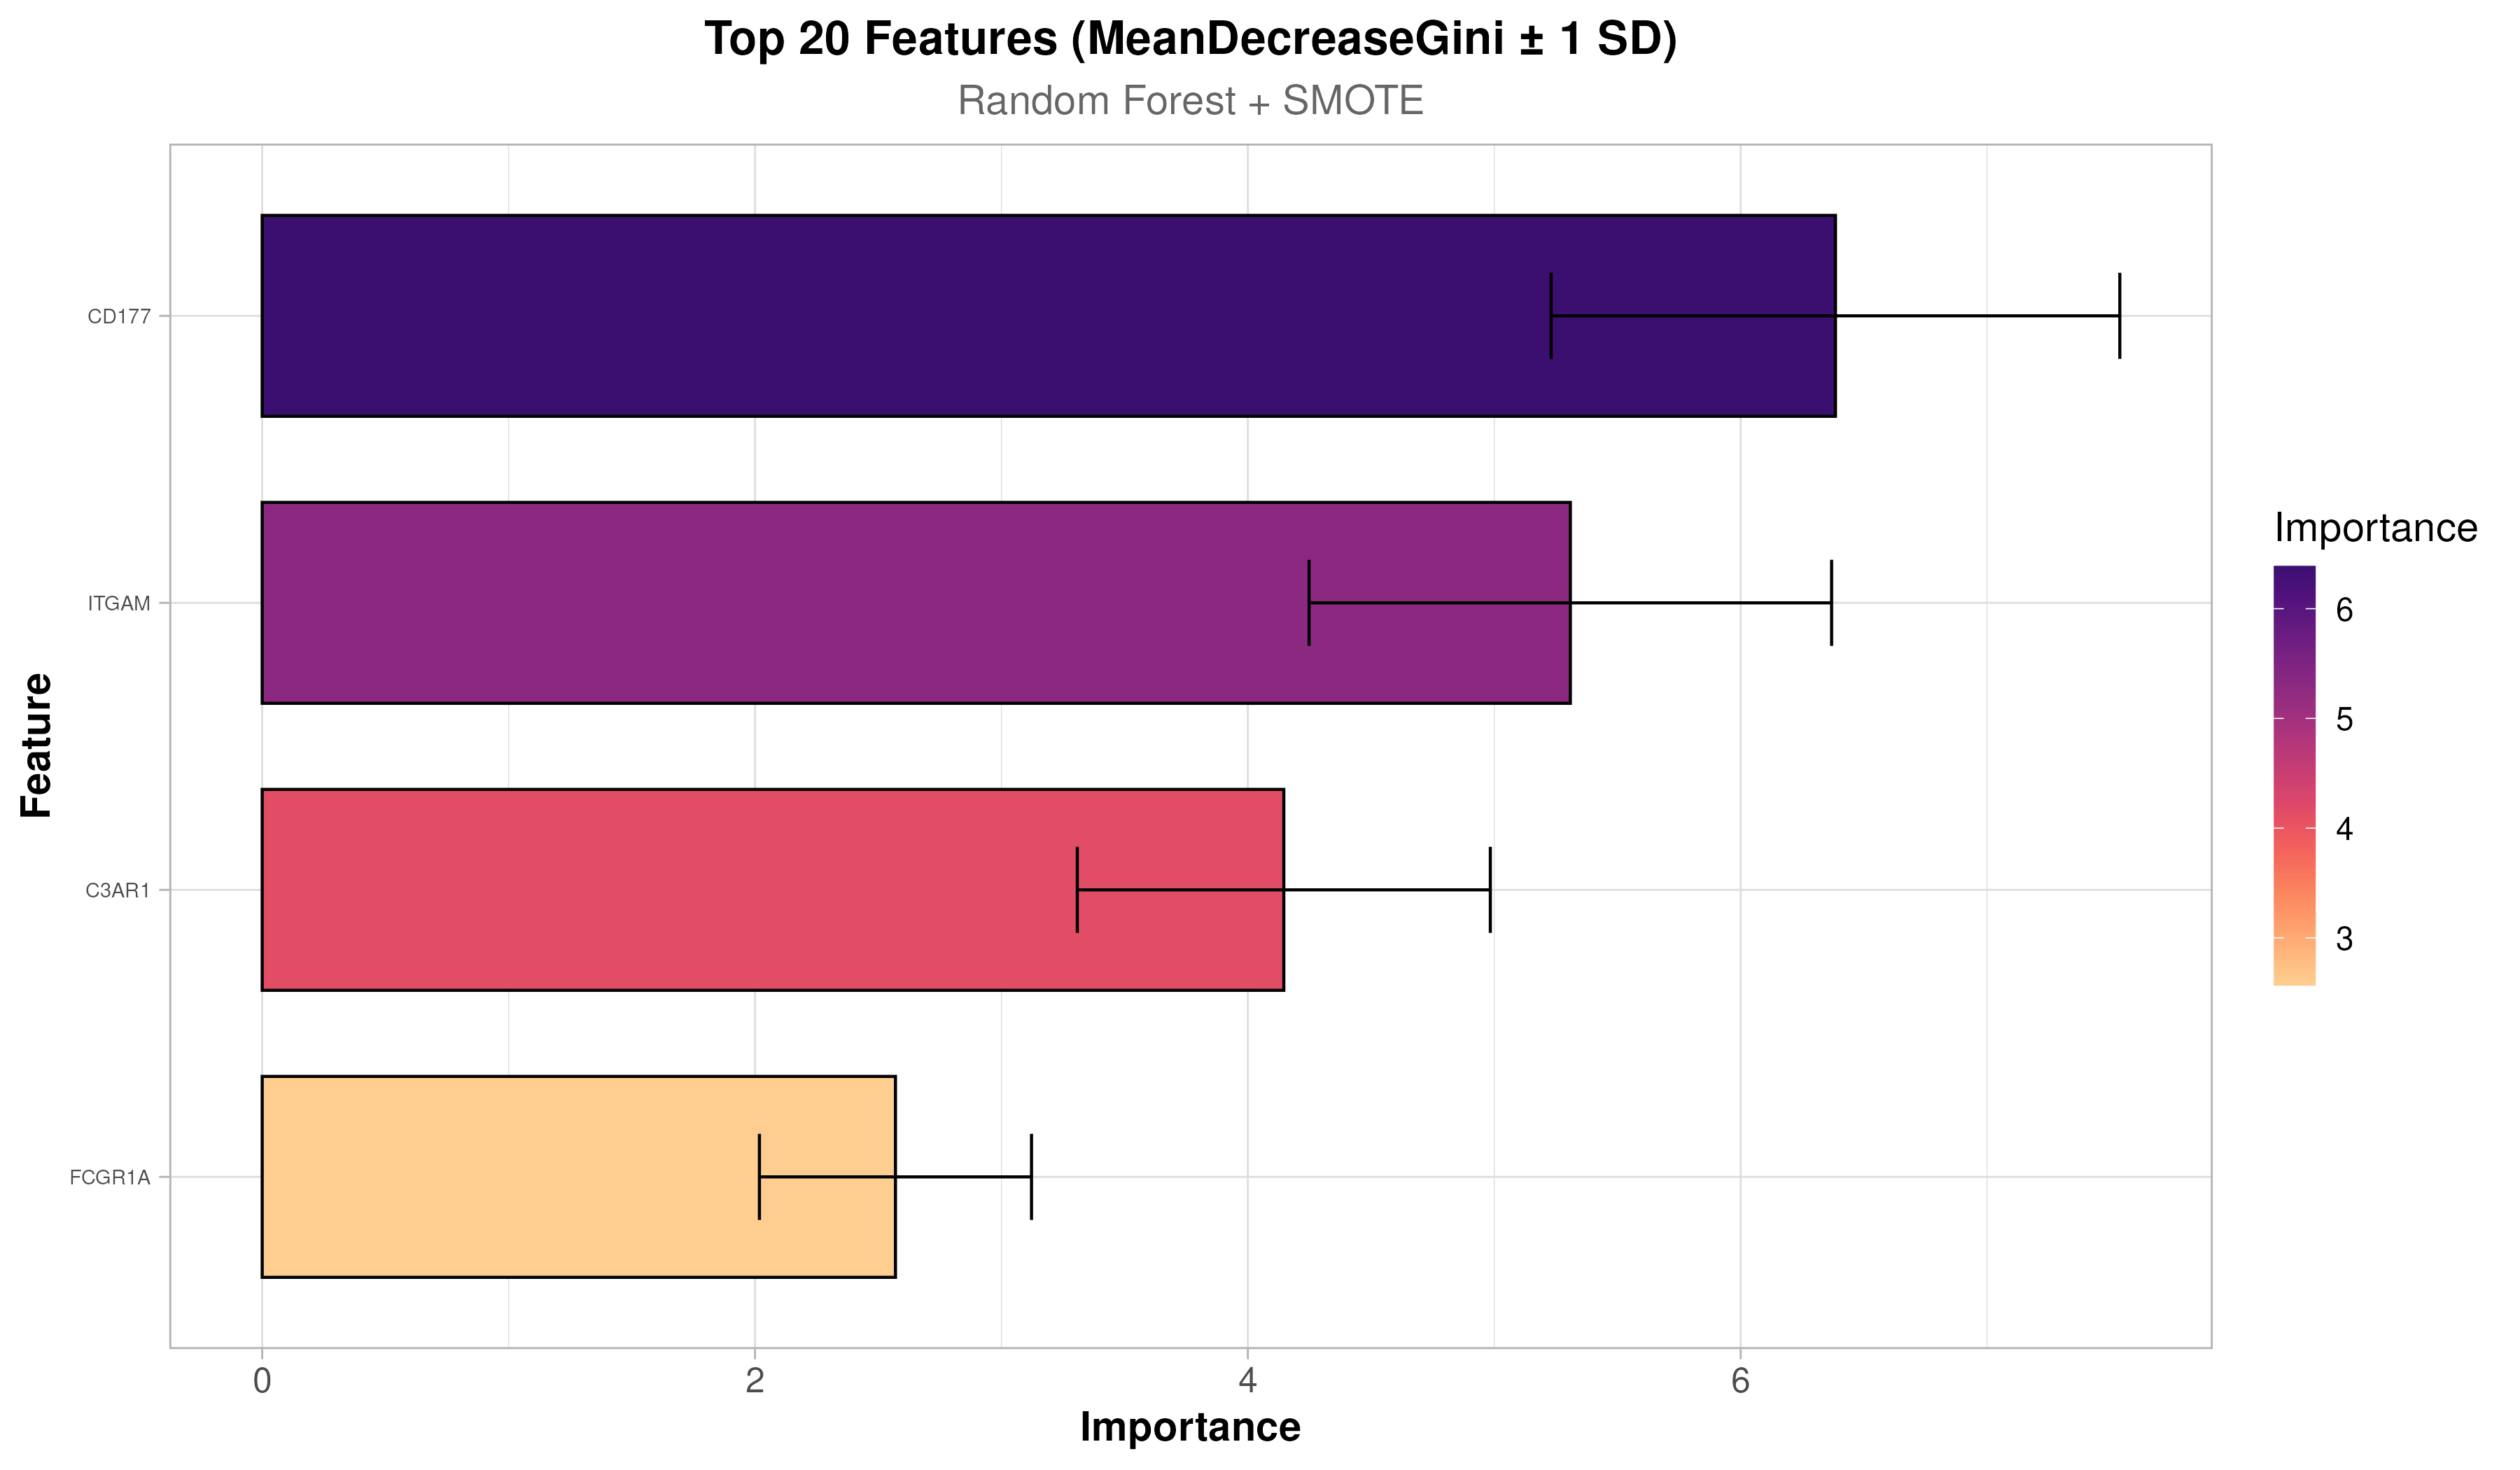 Top 20 Features (MeanDecreaseGini ± 1 SD)
Random Forest + SMOTE
Feature
CD177
ITGAM
C3AR1
FCGR1A
0 2 4 6
Importance
Importance
6
5
4
3